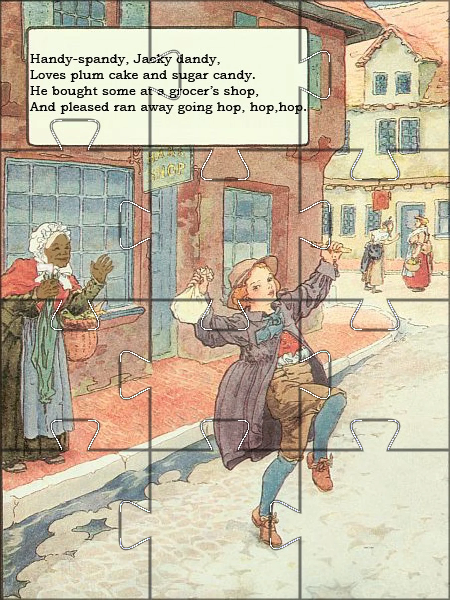 Handy-spandy, Jacky dandy,
Loves plum cake and sugar candy.
He bought some at a grocer's shop,
And pleased ran away going hop, hop,hop.
SHOP